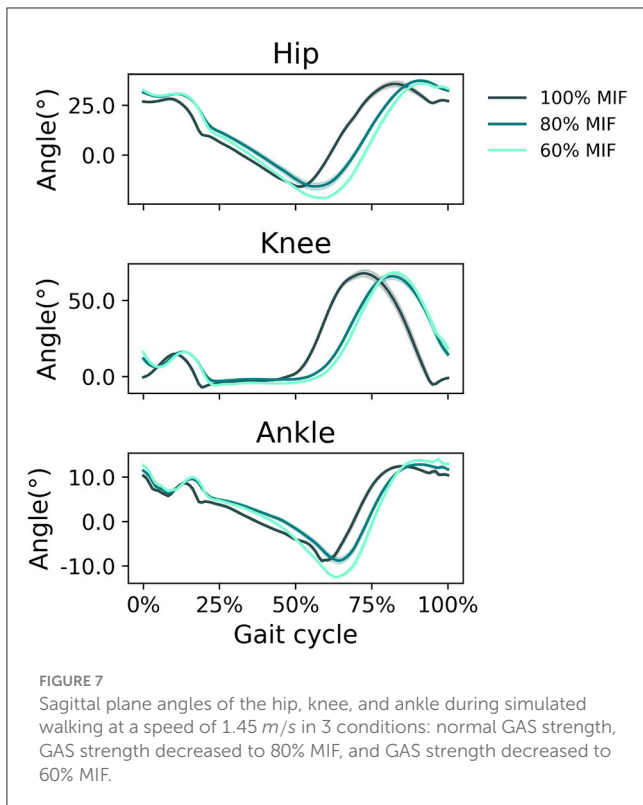 Hip
Angle(°)
25.0
0.0
100% MIF
80% MIF
60% MIF
Knee
Angle(°)
50.0
0.0
Ankle
Angle(°)
10.0
0.0
-10.0
0% 25% 50% 75% 100%
Gait cycle
FIGURE 7
Sagittal plane angles of the hip, knee, and ankle during simulated
walking at a speed of 1.45 m/s in 3 conditions: normal GAS strength,
GAS strength decreased to 80% MIF, and GAS strength decreased to
60% MIF.